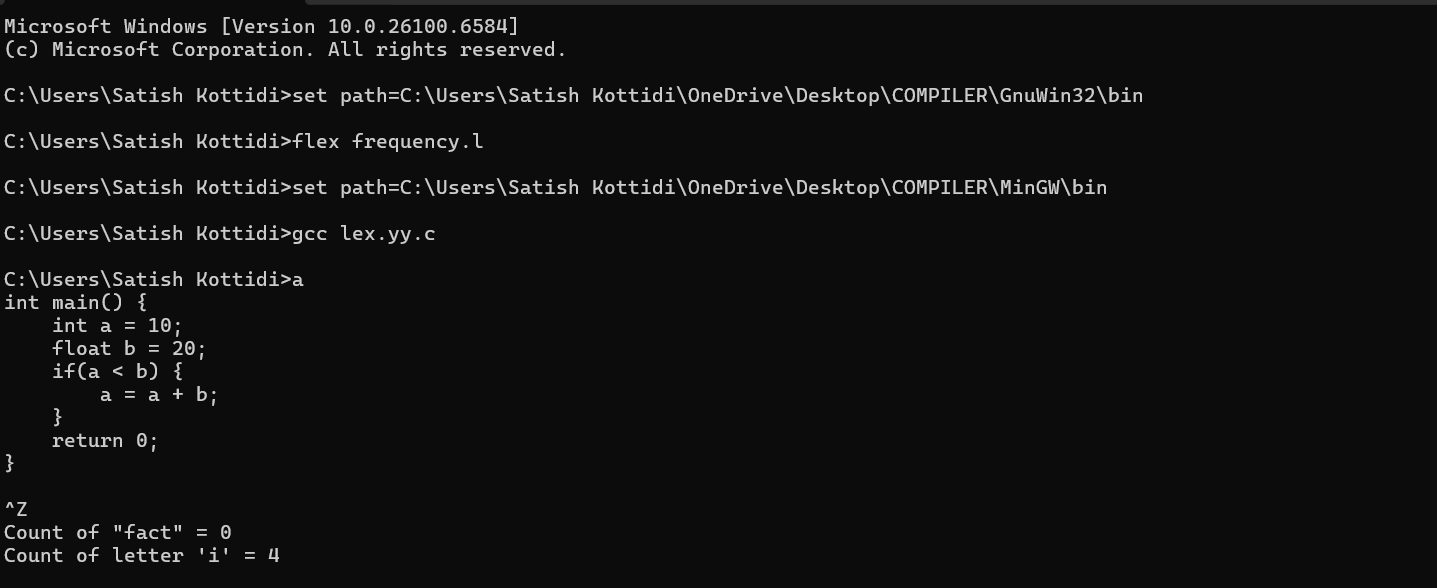 Microsoft Windows [Version 10.0.26100.6584]
(c) Microsoft Corporation. All rights reserved.
C:\Users\Satish Kottidi>set path=C:\Users\Satish Kottidi\OneDrive\Desktop\COMPILER\GnuWin32\bin
C:\Users\Satish Kottidi>flex frequency.l
C:\Users\Satish Kottidi>set path=C:\Users\Satish Kottidi\OneDrive\Desktop\COMPILER\MinGW\bin
C:\Users\Satish Kottidi>gcc lex.yy.c
C:\Users\Satish Kottidi>a
int main() {
    int a = 10;
    float b = 20;
    if(a < b) {
        a = a + b;
    }
    return 0;
}
^Z
Count of "fact" = 0
Count of letter 'i' = 4